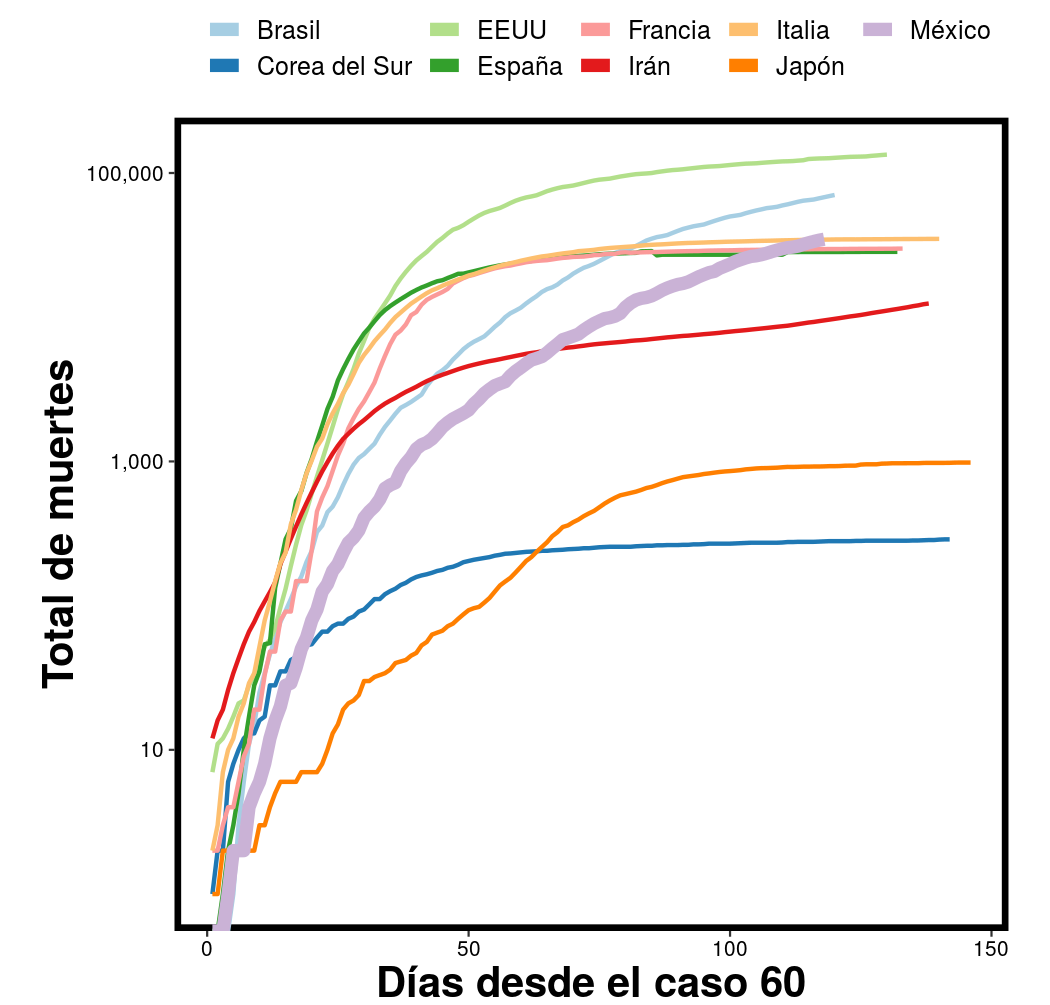 Brasil EEUU Francia Italia México
Corea del Sur España Irán Japón
100,000
1,000
10
Total de muertes
0 50 100 150
Días desde el caso 60